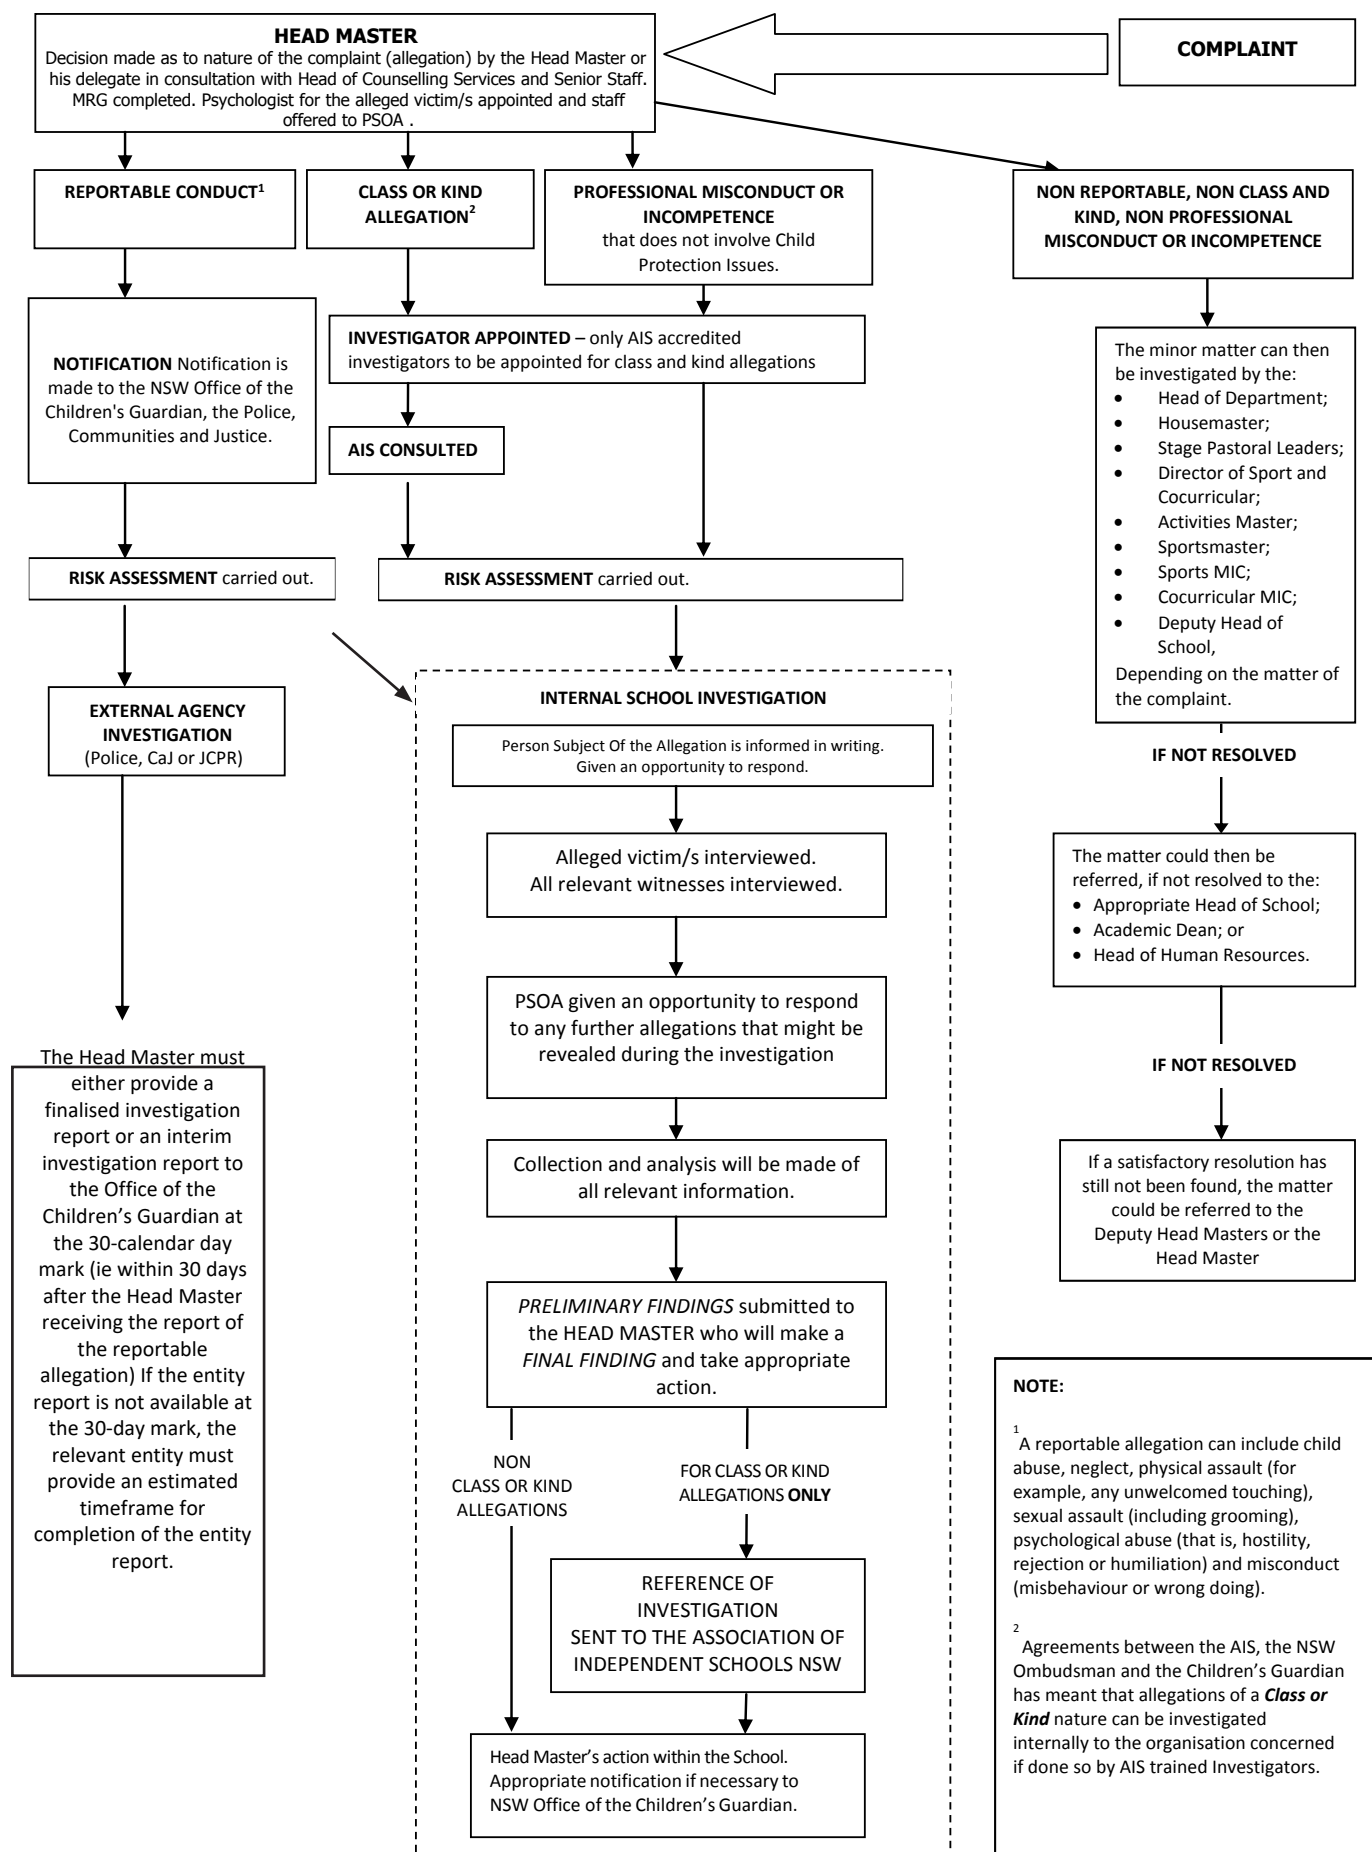 HEAD MASTER
Decision made as to nature of the complaint (allegation) by the Head Master or
his delegate in consultation with Head of Counselling Services and Senior Staff.
MRG completed. Psychologist for the alleged victim/s appointed and staff
offered to PSOA .
COMPLAINT
REPORTABLE CONDUCT1
CLASS OR KIND
ALLEGATION2
PROFESSIONAL MISCONDUCT OR
INCOMPETENCE
that does not involve Child
Protection Issues.
NON REPORTABLE, NON CLASS AND
KIND, NON PROFESSIONAL
MISCONDUCT OR INCOMPETENCE
NOTIFICATION Notification is
made to the NSW Office of the
Children's Guardian, the Police,
Communities and Justice.
INVESTIGATOR APPOINTED – only AIS accredited
investigators to be appointed for class and kind allegations
AIS CONSULTED
RISK ASSESSMENT carried out.
RISK ASSESSMENT carried out.
The minor matter can then
be investigated by the:
• Head of Department;
• Housemaster;
• Stage Pastoral Leaders;
• Director of Sport and
Cocurricular;
• Activities Master;
• Sportsmaster;
• Sports MIC;
• Cocurricular MIC;
• Deputy Head of
School,
Depending on the matter of
the complaint.
IF NOT RESOLVED
The matter could then be
referred, if not resolved to the:
• Appropriate Head of School;
• Academic Dean; or
• Head of Human Resources.
IF NOT RESOLVED
If a satisfactory resolution has
still not been found, the matter
could be referred to the
Deputy Head Masters or the
Head Master
EXTERNAL AGENCY
INVESTIGATION
(Police, CaJ or JCPR)
The Head Master must
either provide a
finalised investigation
report or an interim
investigation report to
the Office of the
Children’s Guardian at
the 30-calendar day
mark (ie within 30 days
after the Head Master
receiving the report of
the reportable
allegation) If the entity
report is not available at
the 30-day mark, the
relevant entity must
provide an estimated
timeframe for
completion of the entity
report.
INTERNAL SCHOOL INVESTIGATION
Person Subject Of the Allegation is informed in writing.
Given an opportunity to respond.
Alleged victim/s interviewed.
All relevant witnesses interviewed.
PSOA given an opportunity to respond
to any further allegations that might be
revealed during the investigation
Collection and analysis will be made of
all relevant information.
PRELIMINARY FINDINGS submitted to
the HEAD MASTER who will make a
FINAL FINDING and take appropriate
action.
NON
CLASS OR KIND
ALLEGATIONS
FOR CLASS OR KIND
ALLEGATIONS ONLY
REFERENCE OF
INVESTIGATION
SENT TO THE ASSOCIATION OF
INDEPENDENT SCHOOLS NSW
Head Master’s action within the School.
Appropriate notification if necessary to
NSW Office of the Children’s Guardian.
NOTE:
1
A reportable allegation can include child
abuse, neglect, physical assault (for
example, any unwelcomed touching),
sexual assault (including grooming),
psychological abuse (that is, hostility,
rejection or humiliation) and misconduct
(misbehaviour or wrong doing).
2
Agreements between the AIS, the NSW
Ombudsman and the Children’s Guardian
has meant that allegations of a Class or
Kind nature can be investigated
internally to the organisation concerned
if done so by AIS trained Investigators.